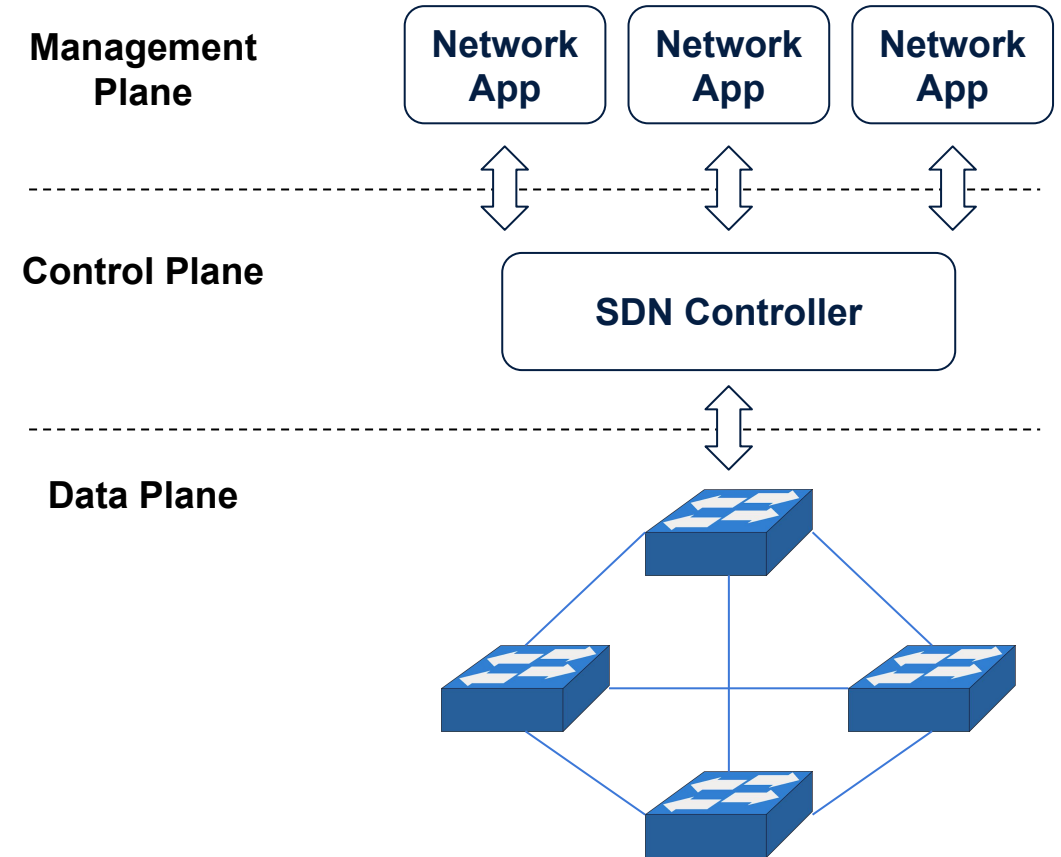 Management
Plane
Network
App
Network
App
Network
App
Control Plane
SDN Controller
Data Plane